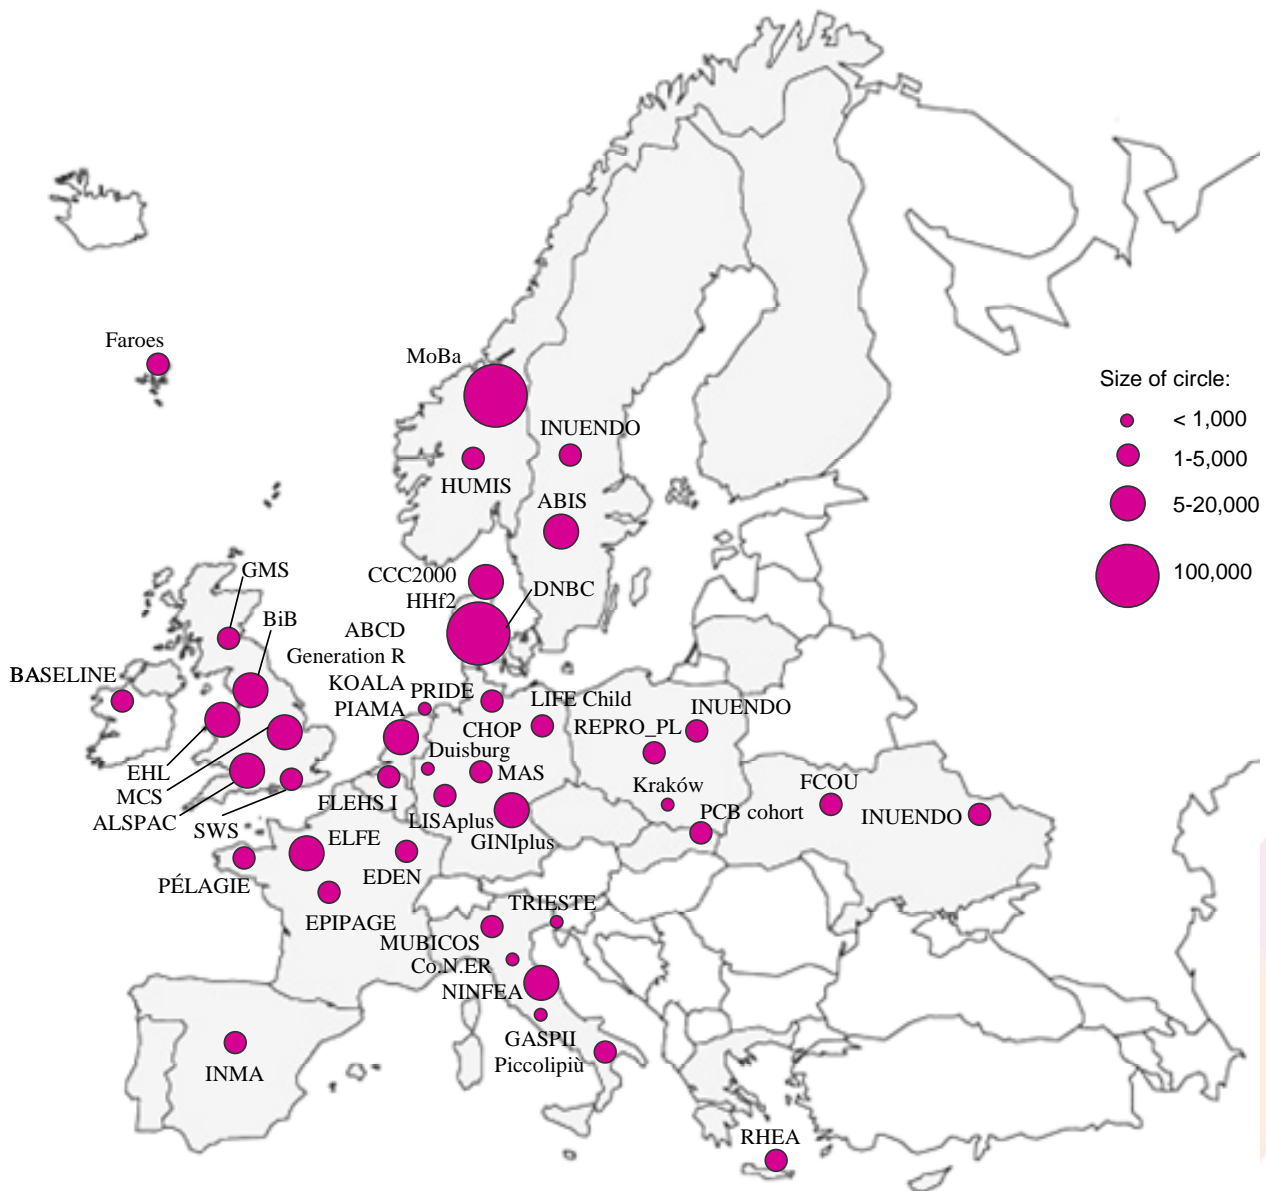 Faroes
MoBa
Size of circle:
< 1,000
1-5,000
5-20,000
100,000
INUENDO
HUMIS
ABIS
GMS
CCC2000
HHf2
DNBC
BiB
ABCD
Generation R
KOALA
PIAMA
PRIDE
BASELINE
LIFE Child
CHOP
REPRO_PL
INUENDO
Duisburg
MAS
EHL
MCS
ALSPAC
SWS
FLEHS I
LISAplus
GINIplus
Kraków
PCB cohort
FCOU
INUENDO
ELFE
EDEN
PÉLAGIE
EPIPAGE
TRIESTE
MUBICOS
Co.N.ER
NINFEA
GASPII
Piccolipiù
INMA
RHEA